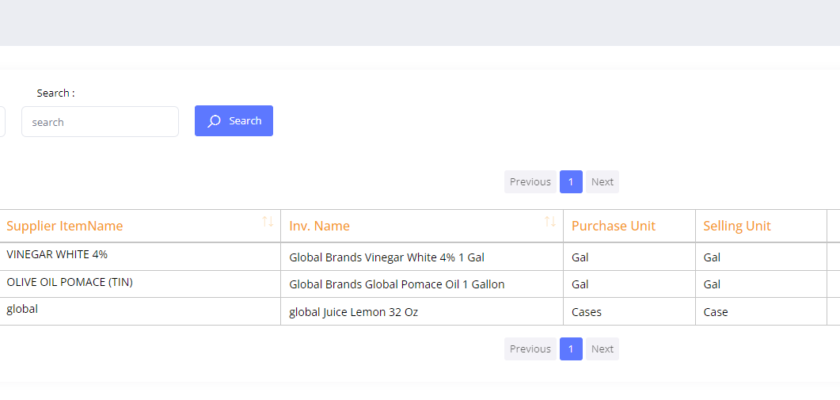 Search :
search
Search
Previous 1 Next
Supplier ItemName Inv. Name Purchase Unit Selling Unit
VINEGAR WHITE 4% Global Brands Vinegar White 4% 1 Gal Gal Gal
OLIVE OIL POMACE (TIN) Global Brands Global Pomace Oil 1 Gallon Gal Gal
global global Juice Lemon 32 Oz Cases Case
Previous 1 Next